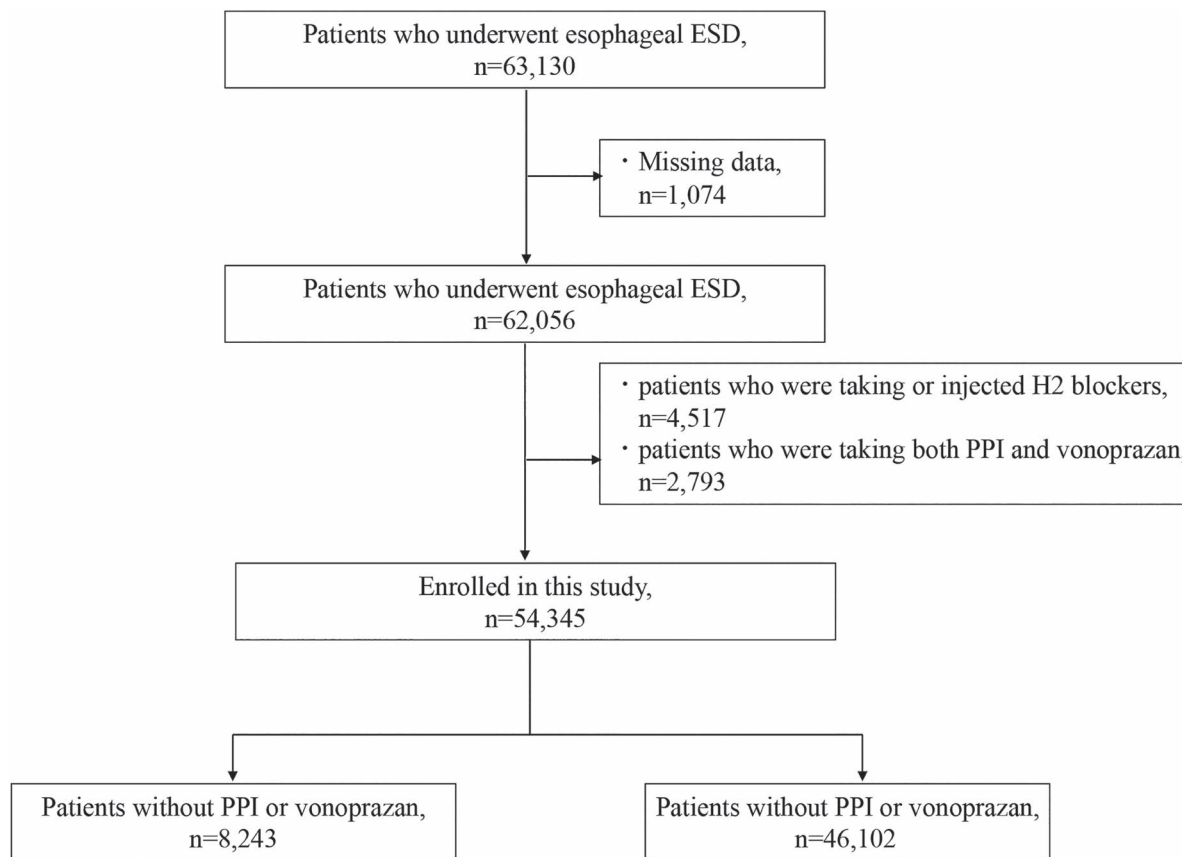 Patients who underwent esophageal ESD,
n=63,130
・Missing data,
n=1,074
Patients who underwent esophageal ESD,
n=62,056
・patients who were taking or injected H2 blockers,
n=4,517
・patients who were taking both PPI and vonoprazan,
n=2,793
Enrolled in this study,
n=54,345
Patients without PPI or vonoprazan,
n=8,243
Patients without PPI or vonoprazan,
n=46,102